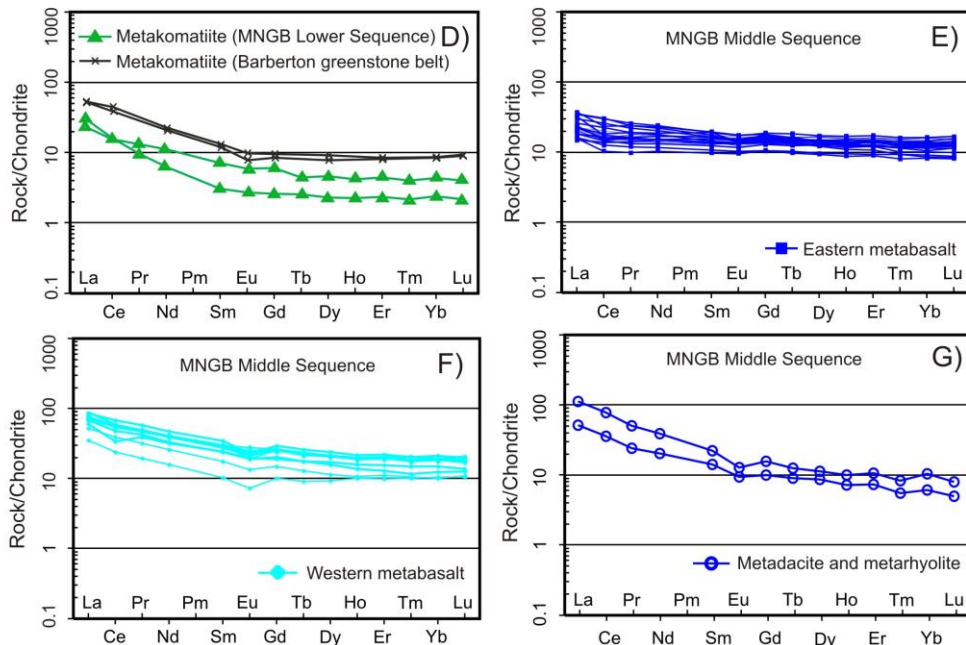 Metakomatiite (MNGB Lower Sequence) D)
Metakomatiite (Barberton greenstone belt)
Rock/Chondrite
1000
100
10
1
0.1
La Pr Pm Eu Tb Ho Tm Lu
Ce Nd Sm Gd Dy Er Yb
MNGB Middle Sequence E)
Rock/Chondrite
1000
100
10
1
0.1
Eastern metabasalt
La Pr Pm Eu Tb Ho Tm Lu
Ce Nd Sm Gd Dy Er Yb
MNGB Middle Sequence F)
Rock/Chondrite
1000
100
10
1
0.1
Western metabasalt
La Pr Pm Eu Tb Ho Tm Lu
Ce Nd Sm Gd Dy Er Yb
MNGB Middle Sequence G)
Rock/Chondrite
1000
100
10
1
0.1
Metadacite and metarhyolite
La Pr Pm Eu Tb Ho Tm Lu
Ce Nd Sm Gd Dy Er Yb